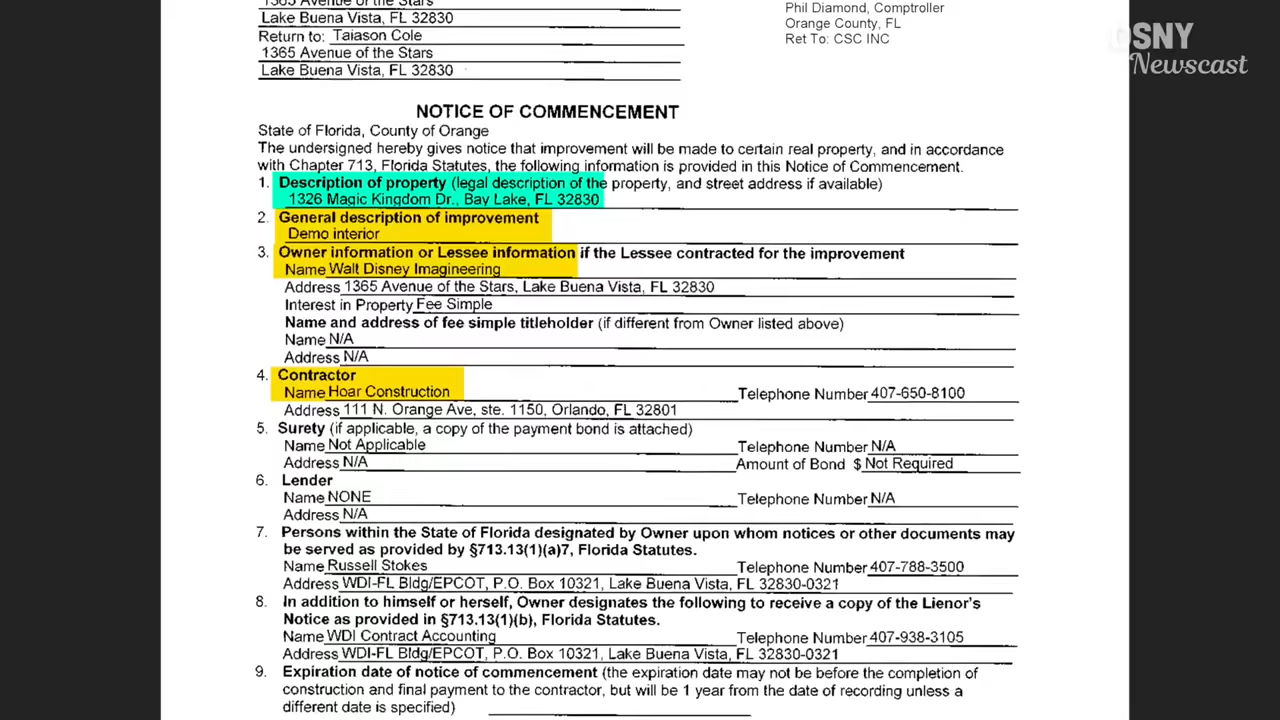 1365 Avenue of the Stars
Lake Buena Vista, FL 32830
Return to: Taiason Cole
1365 Avenue of the Stars
Lake Buena Vista, FL 32830
Phil Diamond, Comptroller
Orange County, FL
Ret To: CSC INC
DSNY
Newscast
NOTICE OF COMMENCEMENT
State of Florida, County of Orange
The undersigned hereby gives notice that improvement will be made to certain real property, and in accordance
with Chapter 713, Florida Statutes, the following information is provided in this Notice of Commencement.
1. Description of property (legal description of the property, and street address if available)
1326 Magic Kingdom Dr., Bay Lake, FL 32830
2. General description of improvement
Demo interior
3. Owner information or Lessee information if the Lessee contracted for the improvement
Name Walt Disney Imagineering
Address 1365 Avenue of the Stars, Lake Buena Vista, FL 32830
Interest in Property Fee Simple
Name and address of fee simple titleholder (if different from Owner listed above)
Name N/A
Address N/A
4. Contractor
Name Hoar Construction Telephone Number 407-650-8100
Address 111 N. Orange Ave, ste. 1150, Orlando, FL 32801
5. Surety (if applicable, a copy of the payment bond is attached)
Name Not Applicable Telephone Number N/A
Address N/A Amount of Bond $ Not Required
6. Lender
Name NONE Telephone Number N/A
Address N/A
7. Persons within the State of Florida designated by Owner upon whom notices or other documents may
be served as provided by §713.13(1)(a)7, Florida Statutes.
Name Russell Stokes Telephone Number 407-788-3500
Address WDI-FL Bldg/EPCOT, P.O. Box 10321, Lake Buena Vista, FL 32830-0321
8. In addition to himself or herself, Owner designates the following to receive a copy of the Lienor's
Notice as provided in §713.13(1)(b), Florida Statutes.
Name WDI Contract Accounting Telephone Number 407-938-3105
Address WDI-FL Bldg/EPCOT, P.O. Box 10321, Lake Buena Vista, FL 32830-0321
9. Expiration date of notice of commencement (the expiration date may not be before the completion of
construction and final payment to the contractor, but will be 1 year from the date of recording unless a
different date is specified)